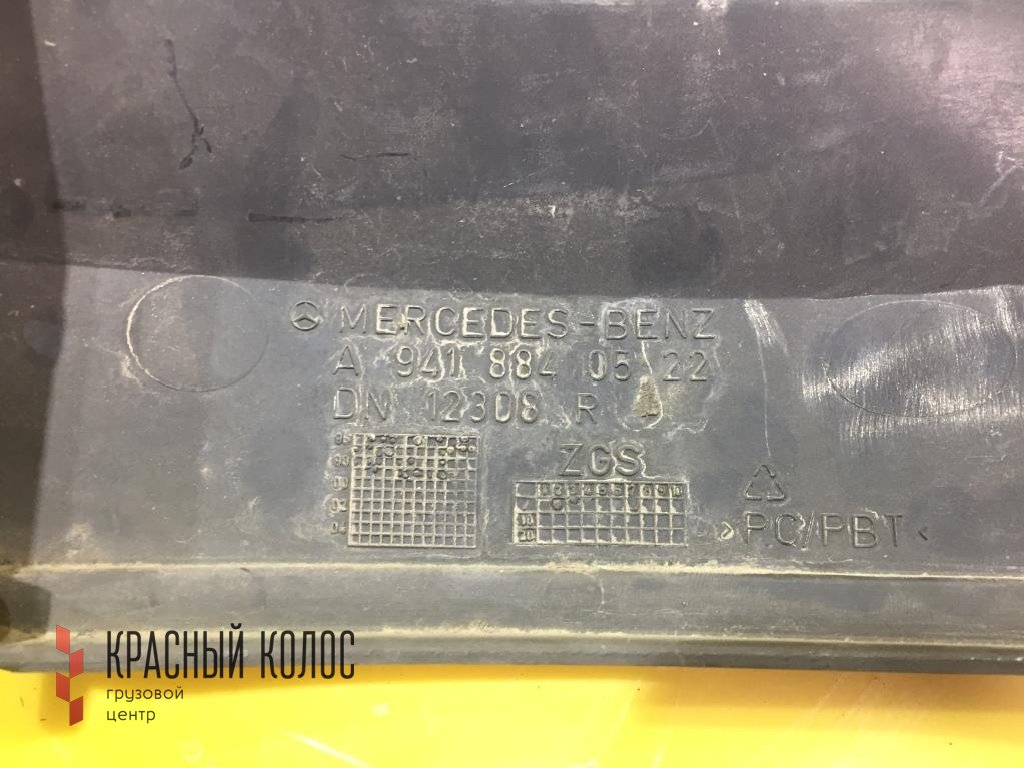 MERCEDES-BENZ
A 941 884 05 22
DN 12308 R
ZGS
>PC/PBT<
КРАСНЫЙ КОЛОС
грузовой
центр